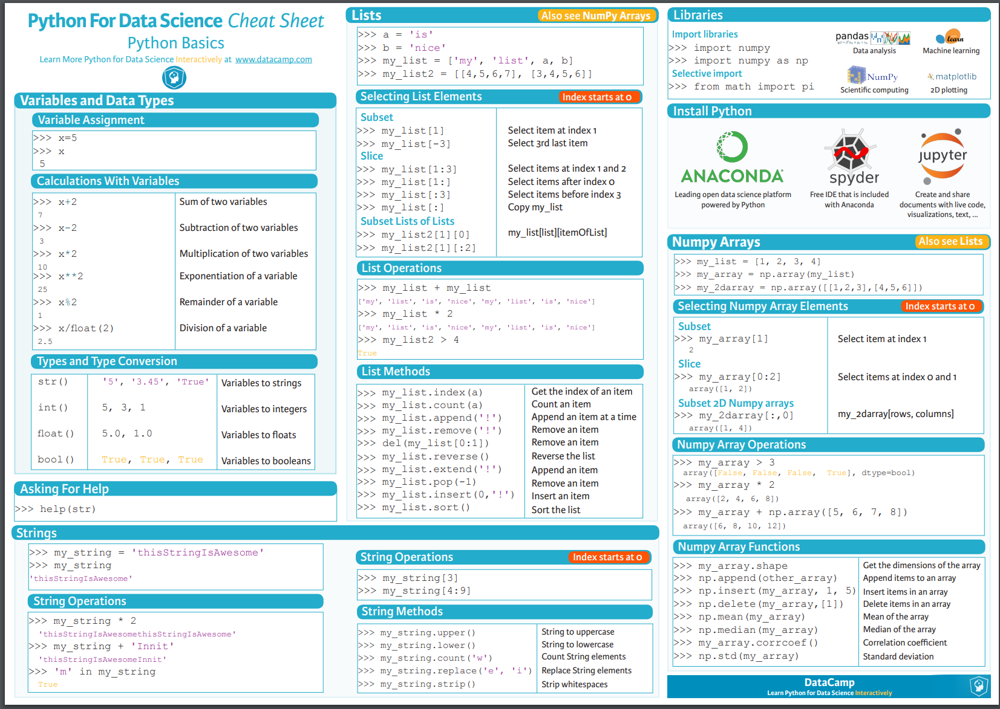 Python For Data Science Cheat Sheet
Python Basics
Learn More Python for Data Science Interactively at www.datacamp.com
Variables and Data Types
Variable Assignment
>>> x=5
>>> x
5
Calculations With Variables
>>> x+2 Sum of two variables
7
>>> x-2 Subtraction of two variables
3
>>> x*2 Multiplication of two variables
10
>>> x**2 Exponentiation of a variable
25
>>> x%2 Remainder of a variable
1
>>> x/float(2) Division of a variable
2.5
Types and Type Conversion
str() '5', '3.45', 'True' Variables to strings
int() 5, 3, 1 Variables to integers
float() 5.0, 1.0 Variables to floats
bool() True, True, True Variables to booleans
Asking For Help
>>> help(str)
Strings
>>> my_string = 'thisStringIsAwesome'
>>> my_string
'thisStringIsAwesome'
String Operations
>>> my_string * 2
'thisStringIsAwesomethisStringIsAwesome'
>>> my_string + 'Innit'
'thisStringIsAwesomeInnit'
>>> 'm' in my_string
True
Lists Also see NumPy Arrays
>>> a = 'is'
>>> b = 'nice'
>>> my_list = ['my', 'list', a, b]
>>> my_list2 = [[4,5,6,7], [3,4,5,6]]
Selecting List Elements Index starts at 0
Subset
>>> my_list[1] Select item at index 1
>>> my_list[-3] Select 3rd last item
Slice
>>> my_list[1:3] Select items at index 1 and 2
>>> my_list[1:] Select items after index 0
>>> my_list[:3] Select items before index 3
>>> my_list[:] Copy my_list
Subset Lists of Lists
>>> my_list2[1][0] my_list[list][itemOfList]
>>> my_list2[1][:2]
List Operations
>>> my_list + my_list
['my', 'list', 'is', 'nice', 'my', 'list', 'is', 'nice']
>>> my_list * 2
['my', 'list', 'is', 'nice', 'my', 'list', 'is', 'nice']
>>> my_list2 > 4
True
List Methods
>>> my_list.index(a) Get the index of an item
>>> my_list.count(a) Count an item
>>> my_list.append('!') Append an item at a time
>>> my_list.remove('!') Remove an item
>>> del(my_list[0:1]) Remove an item
>>> my_list.reverse() Reverse the list
>>> my_list.extend('!') Append an item
>>> my_list.pop(-1) Remove an item
>>> my_list.insert(0,'!') Insert an item
>>> my_list.sort() Sort the list
String Operations Index starts at 0
>>> my_string[3]
>>> my_string[4:9]
String Methods
>>> my_string.upper() String to uppercase
>>> my_string.lower() String to lowercase
>>> my_string.count('w') Count String elements
>>> my_string.replace('e', 'i') Replace String elements
>>> my_string.strip() Strip whitespaces
Libraries
Import libraries
>>> import numpy
>>> import numpy as np
Selective import
>>> from math import pi
pandas
Data analysis
learn
Machine learning
NumPy
Scientific computing
matplotlib
2D plotting
Install Python
ANACONDA
Leading open data science platform
powered by Python
spyder
Free IDE that is included
with Anaconda
jupyter
Create and share
documents with live code,
visualizations, text, ...
Numpy Arrays Also see Lists
>>> my_list = [1, 2, 3, 4]
>>> my_array = np.array(my_list)
>>> my_2darray = np.array([[1,2,3],[4,5,6]])
Selecting Numpy Array Elements Index starts at 0
Subset
>>> my_array[1] Select item at index 1
2
Slice
>>> my_array[0:2] Select items at index 0 and 1
array([1, 2])
Subset 2D Numpy arrays
>>> my_2darray[:,0] my_2darray[rows, columns]
array([1, 4])
Numpy Array Operations
>>> my_array > 3
array([False, False, False, True], dtype=bool)
>>> my_array * 2
array([2, 4, 6, 8])
>>> my_array + np.array([5, 6, 7, 8])
array([6, 8, 10, 12])
Numpy Array Functions
>>> my_array.shape Get the dimensions of the array
>>> np.append(other_array) Append items to an array
>>> np.insert(my_array, 1, 5) Insert items in an array
>>> np.delete(my_array,[1]) Delete items in an array
>>> np.mean(my_array) Mean of the array
>>> np.median(my_array) Median of the array
>>> my_array.corrcoef() Correlation coefficient
>>> np.std(my_array) Standard deviation
DataCamp
Learn Python for Data Science Interactively